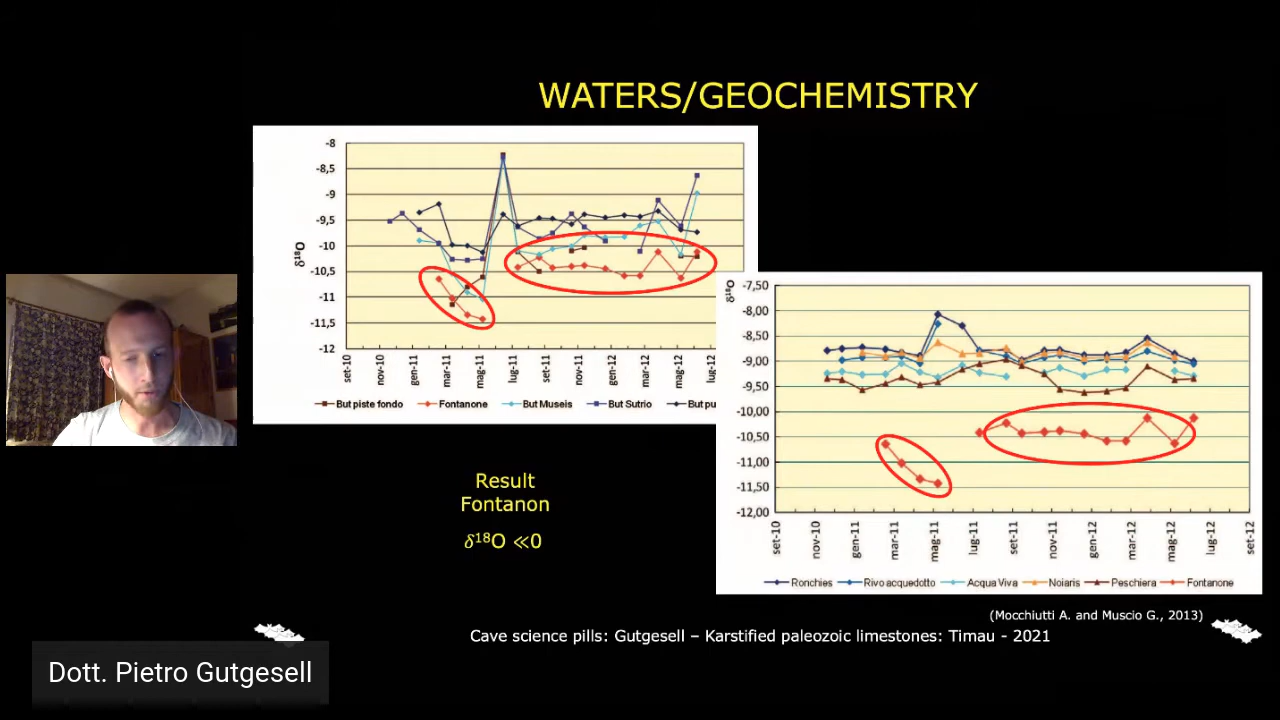 WATERS/GEOCHEMISTRY
δ¹⁸O
-8
-8,5
-9
-9,5
-10
-10,5
-11
-11,5
-12
set-10
nov-10
gen-11
mar-11
mag-11
lug-11
set-11
nov-11
gen-12
mar-12
mag-12
lug-12
But piste fondo
Fontanone
But Museis
But Sutrio
But pu
δ¹⁸O
-7,50
-8,00
-8,50
-9,00
-9,50
-10,00
-10,50
-11,00
-11,50
-12,00
set-10
nov-10
gen-11
mar-11
mag-11
lug-11
set-11
nov-11
gen-12
mar-12
mag-12
lug-12
set-12
Ronchies
Rivo acquedotto
Acqua Viva
Noiaris
Peschiera
Fontanone
Result
Fontanon
δ¹⁸O ≪0
(Mocchiutti A. and Muscio G., 2013)
Cave science pills: Gutgesell – Karstified paleozoic limestones: Timau - 2021
Dott. Pietro Gutgesell